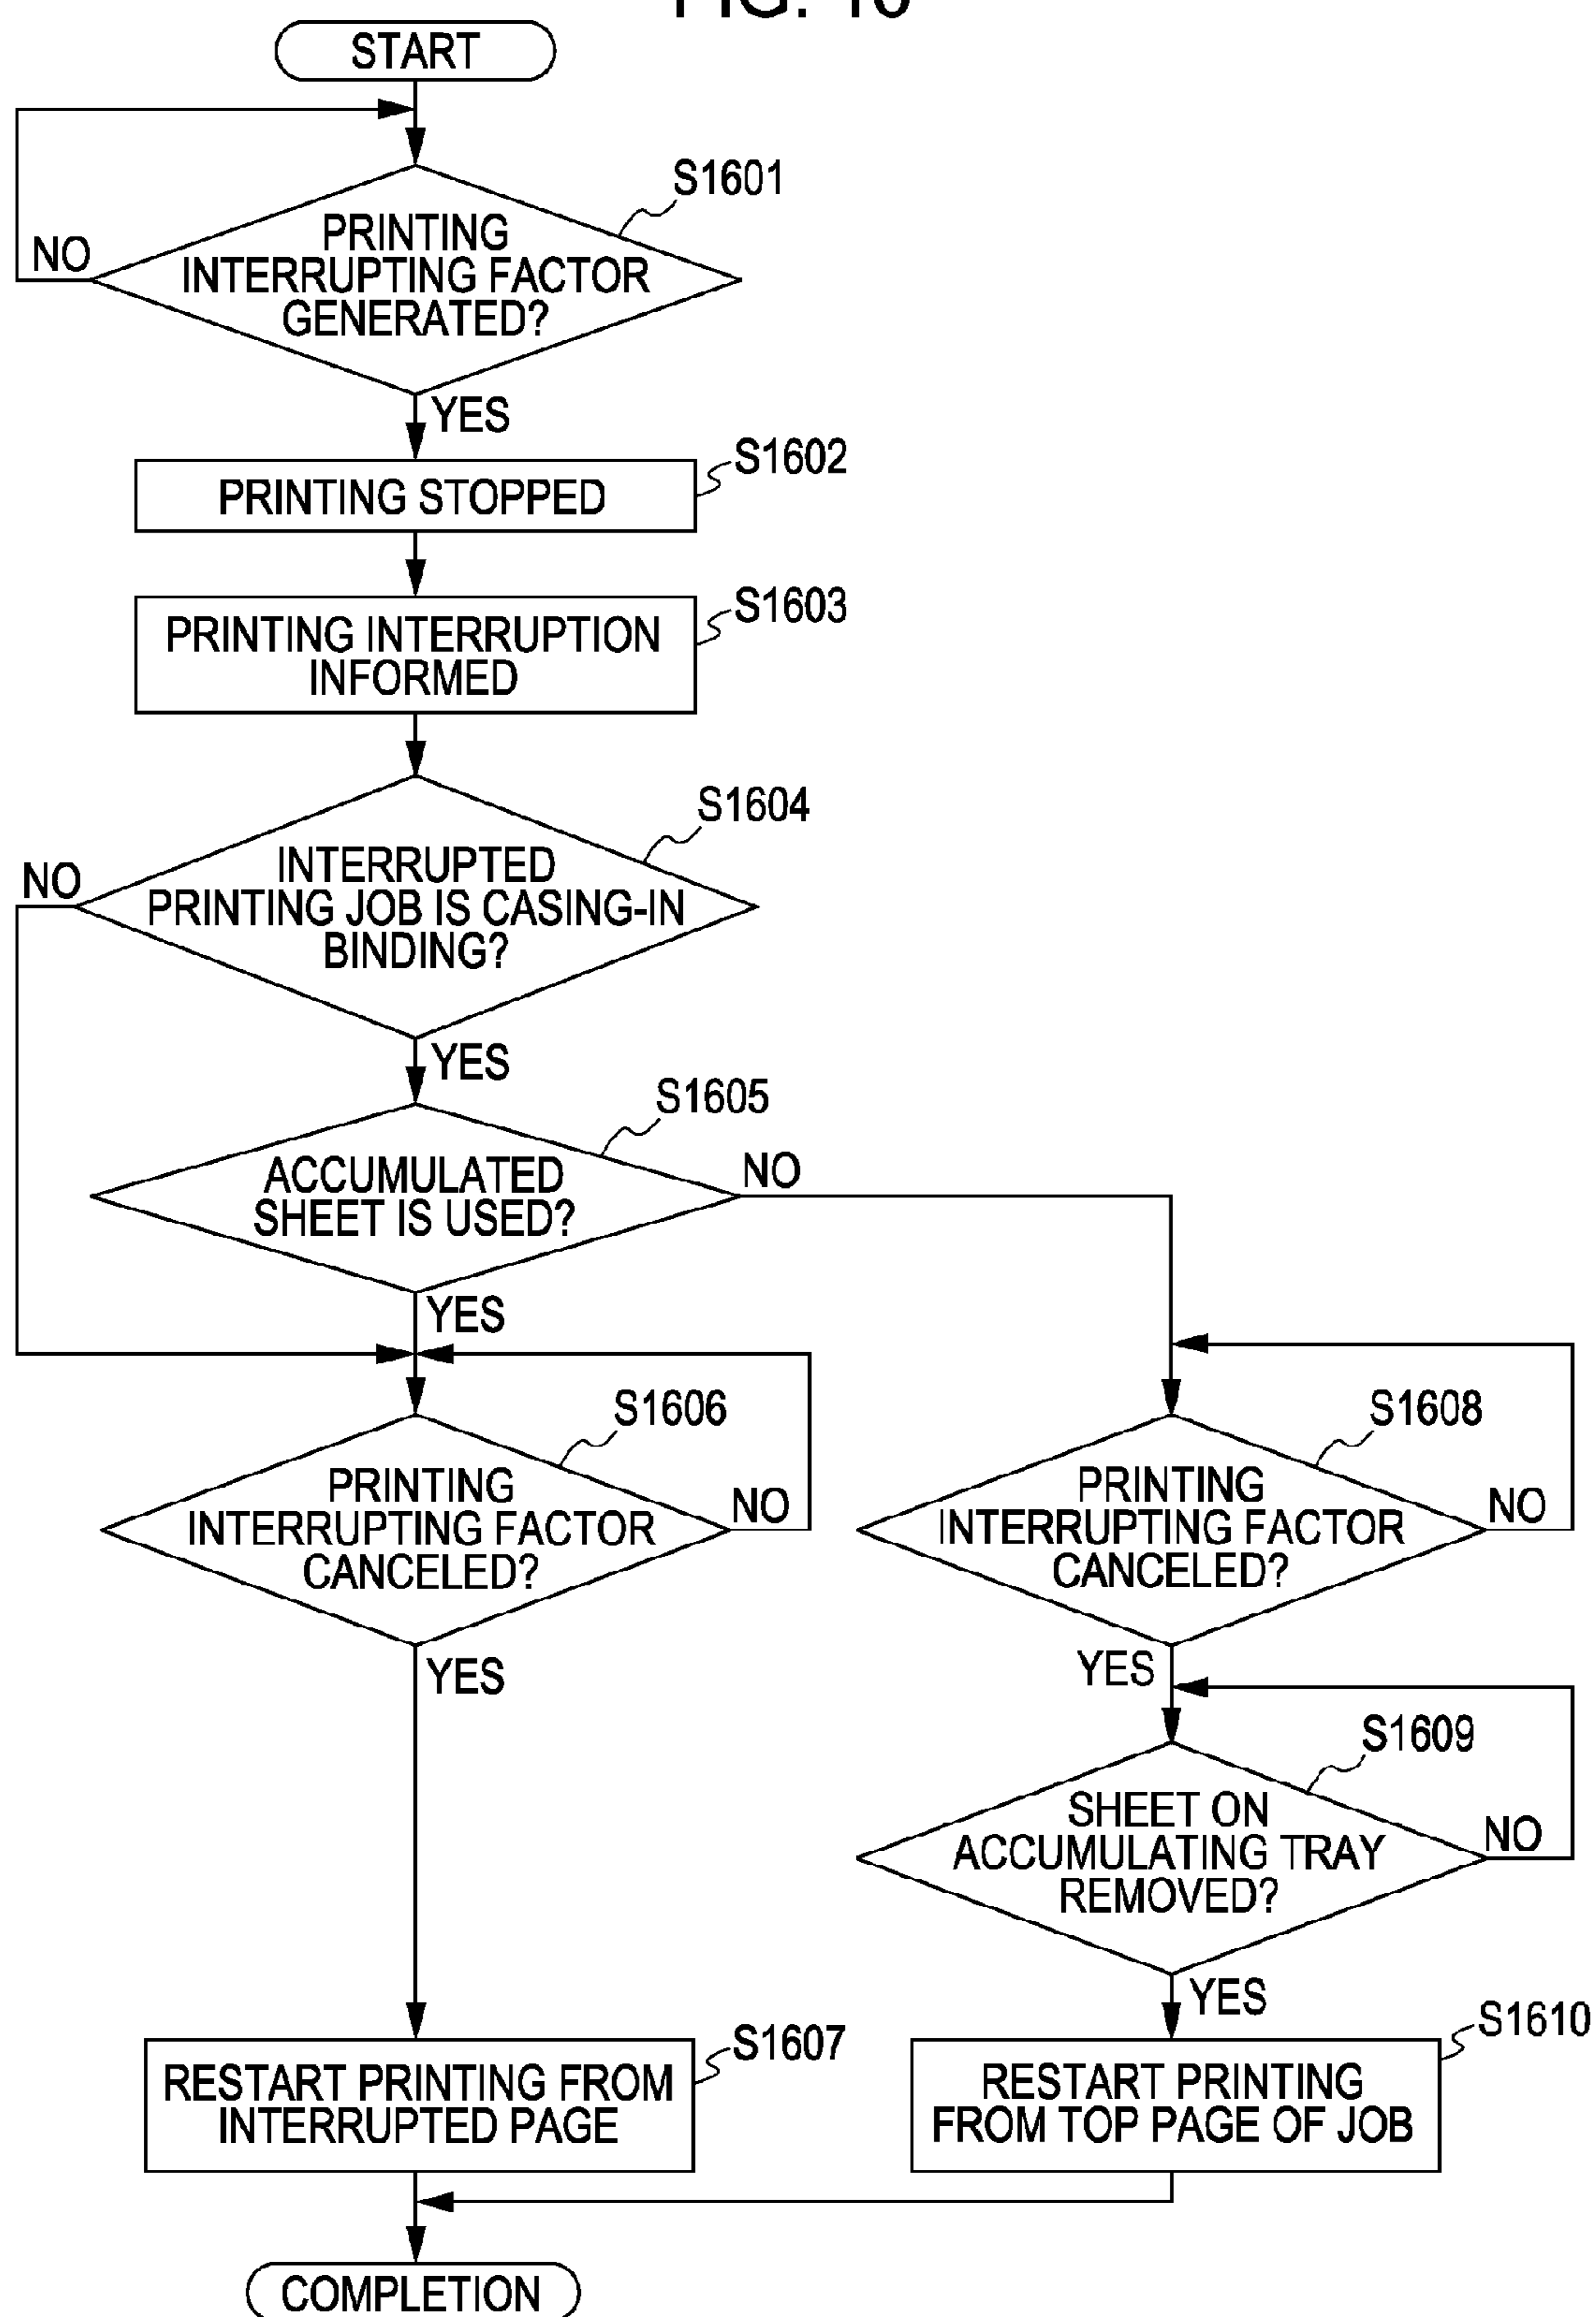 START
S1601
PRINTING
INTERRUPTING FACTOR
GENERATED?
NO
YES
S1602
PRINTING STOPPED
S1603
PRINTING INTERRUPTION
INFORMED
S1604
INTERRUPTED
PRINTING JOB IS CASING-IN
BINDING?
NO
YES
S1605
ACCUMULATED
SHEET IS USED?
NO
YES
S1606
PRINTING
INTERRUPTING FACTOR
CANCELED?
NO
YES
S1607
RESTART PRINTING FROM
INTERRUPTED PAGE
S1608
PRINTING
INTERRUPTING FACTOR
CANCELED?
NO
YES
S1609
SHEET ON
ACCUMULATING TRAY
REMOVED?
NO
YES
S1610
RESTART PRINTING
FROM TOP PAGE OF JOB
COMPLETION